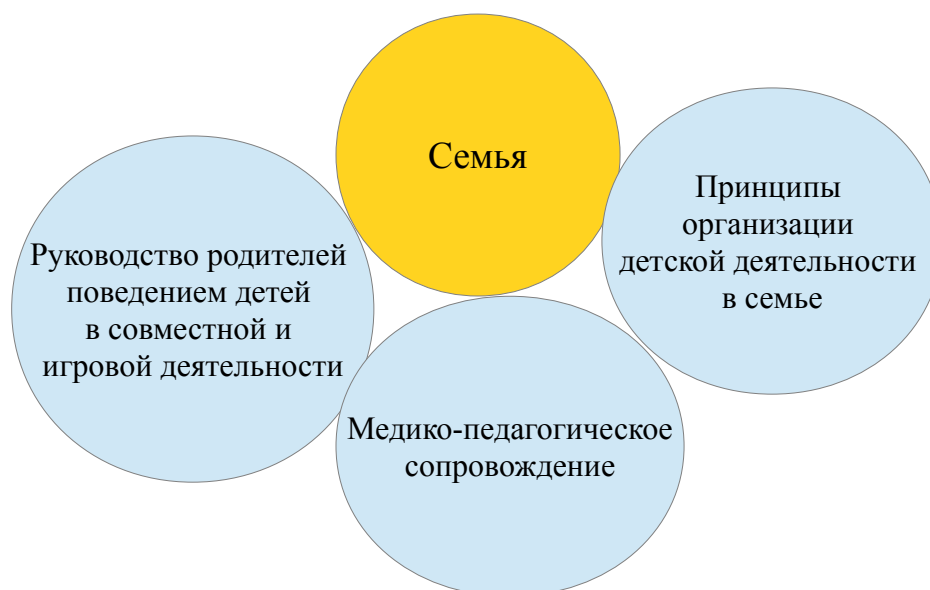 Семья
Руководство родителей
поведением детей
в совместной и
игровой деятельности
Принципы
организации
детской деятельности
в семье
Медико-педагогическое
сопровождение